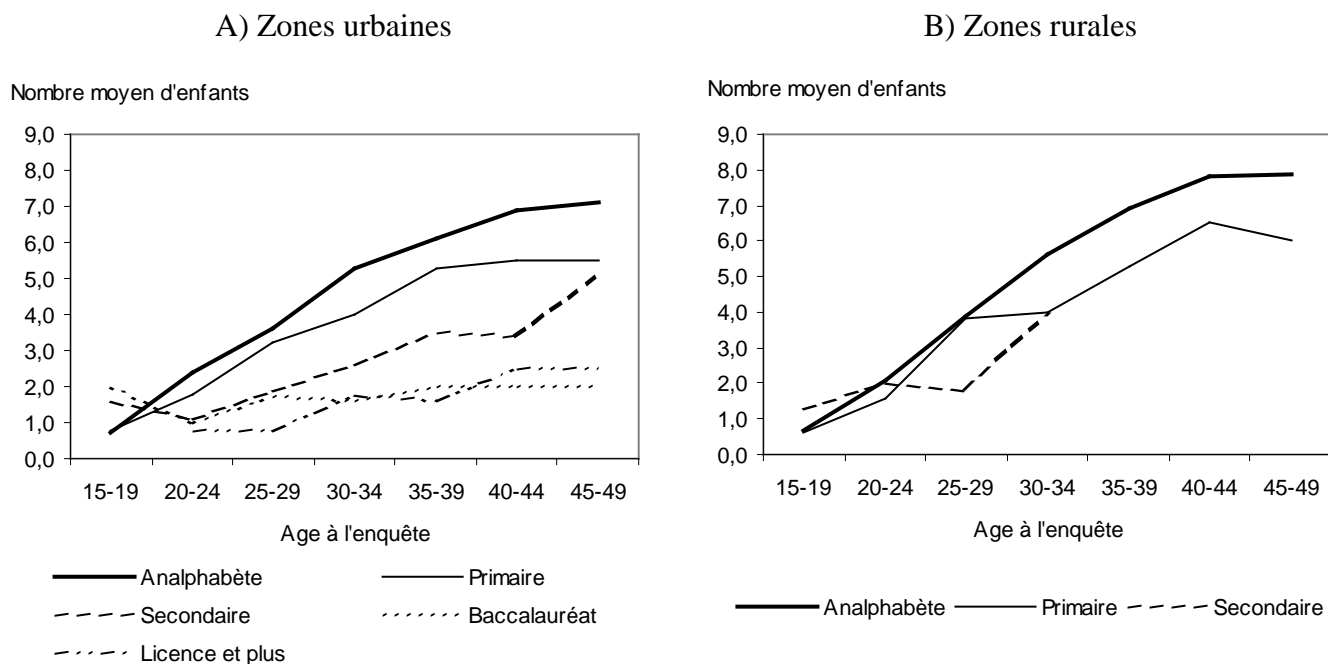 A) Zones urbaines
Nombre moyen d'enfants
9,0
8,0
7,0
6,0
5,0
4,0
3,0
2,0
1,0
0,0
15-19 20-24 25-29 30-34 35-39 40-44 45-49
Age à l'enquête
Analphabète Primaire
Secondaire Baccalauréat
Licence et plus
B) Zones rurales
Nombre moyen d'enfants
9,0
8,0
7,0
6,0
5,0
4,0
3,0
2,0
1,0
0,0
15-19 20-24 25-29 30-34 35-39 40-44 45-49
Age à l'enquête
Analphabète Primaire Secondaire